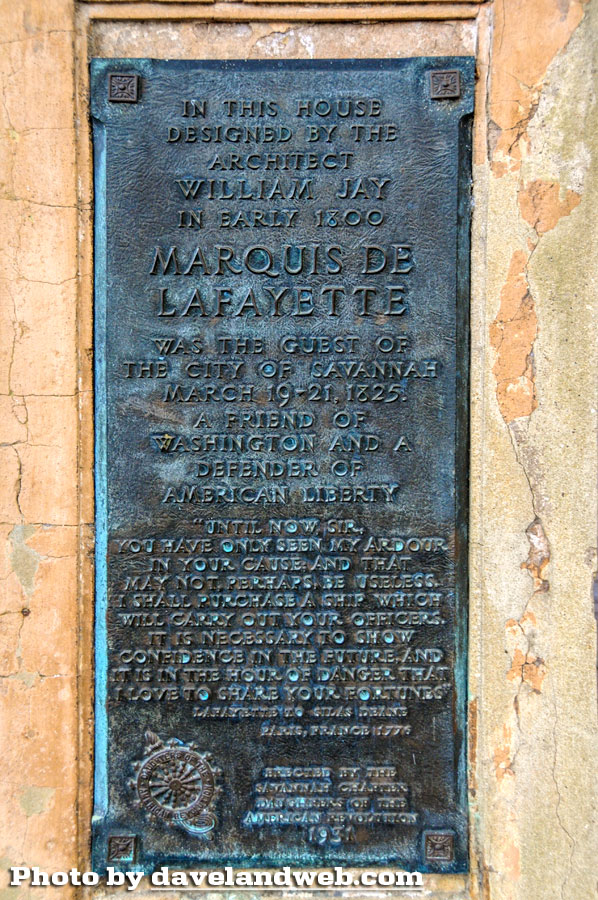 IN THIS HOUSE
DESIGNED BY THE
ARCHITECT
WILLIAM JAY
IN EARLY 1800
MARQUIS DE
LAFAYETTE
WAS THE GUEST OF
THE CITY OF SAVANNAH
MARCH 19-21, 1825.
A FRIEND OF
WASHINGTON AND A
DEFENDER OF
AMERICAN LIBERTY
"UNTIL NOW, SIR,
YOU HAVE ONLY SEEN MY ARDOUR
IN YOUR CAUSE; AND THAT
MAY NOT, PERHAPS, BE USELESS.
I SHALL PURCHASE A SHIP WHICH
WILL CARRY OUT YOUR OFFICERS.
IT IS NECESSARY TO SHOW
CONFIDENCE IN THE FUTURE, AND
IT IS IN THE HOUR OF DANGER THAT
I LOVE TO SHARE YOUR FORTUNES"
LAFAYETTE TO SILAS DEANE
PARIS, FRANCE 1776
ERECTED BY THE
SAVANNAH CHAPTER
DAUGHTERS OF THE
AMERICAN REVOLUTION
1931
Photo by davelandweb.com